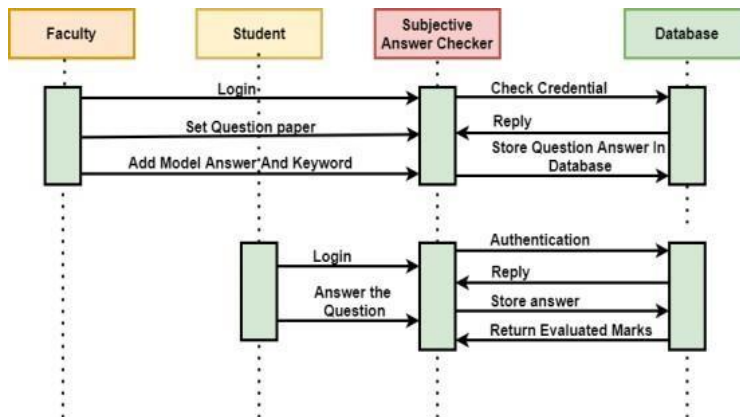 Faculty
Student
Subjective
Answer Checker
Database
Login
Check Credential
Set Question paper
Reply
Add Model Answer And Keyword
Store Question Answer In
Database
Login
Authentication
Reply
Answer the
Question
Store answer
Return Evaluated Marks